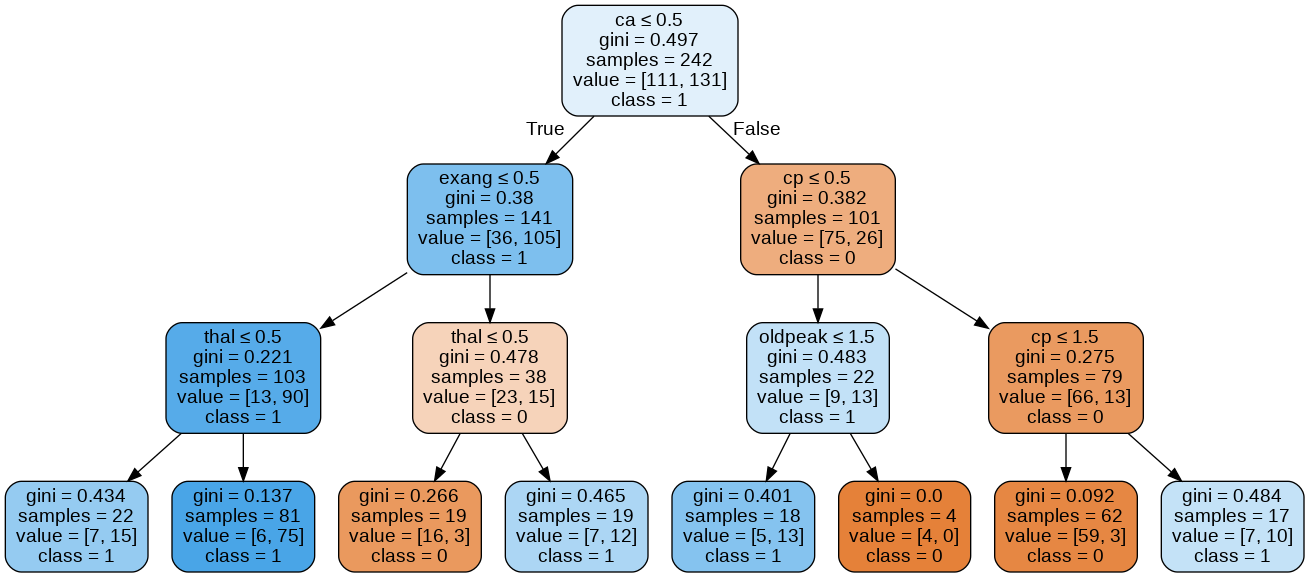 ca ≤ 0.5
gini = 0.497
samples = 242
value = [111, 131]
class = 1
True
False
exang ≤ 0.5
gini = 0.38
samples = 141
value = [36, 105]
class = 1
cp ≤ 0.5
gini = 0.382
samples = 101
value = [75, 26]
class = 0
thal ≤ 0.5
gini = 0.221
samples = 103
value = [13, 90]
class = 1
thal ≤ 0.5
gini = 0.478
samples = 38
value = [23, 15]
class = 0
oldpeak ≤ 1.5
gini = 0.483
samples = 22
value = [9, 13]
class = 1
cp ≤ 1.5
gini = 0.275
samples = 79
value = [66, 13]
class = 0
gini = 0.434
samples = 22
value = [7, 15]
class = 1
gini = 0.137
samples = 81
value = [6, 75]
class = 1
gini = 0.266
samples = 19
value = [16, 3]
class = 0
gini = 0.465
samples = 19
value = [7, 12]
class = 1
gini = 0.401
samples = 18
value = [5, 13]
class = 1
gini = 0.0
samples = 4
value = [4, 0]
class = 0
gini = 0.092
samples = 62
value = [59, 3]
class = 0
gini = 0.484
samples = 17
value = [7, 10]
class = 1